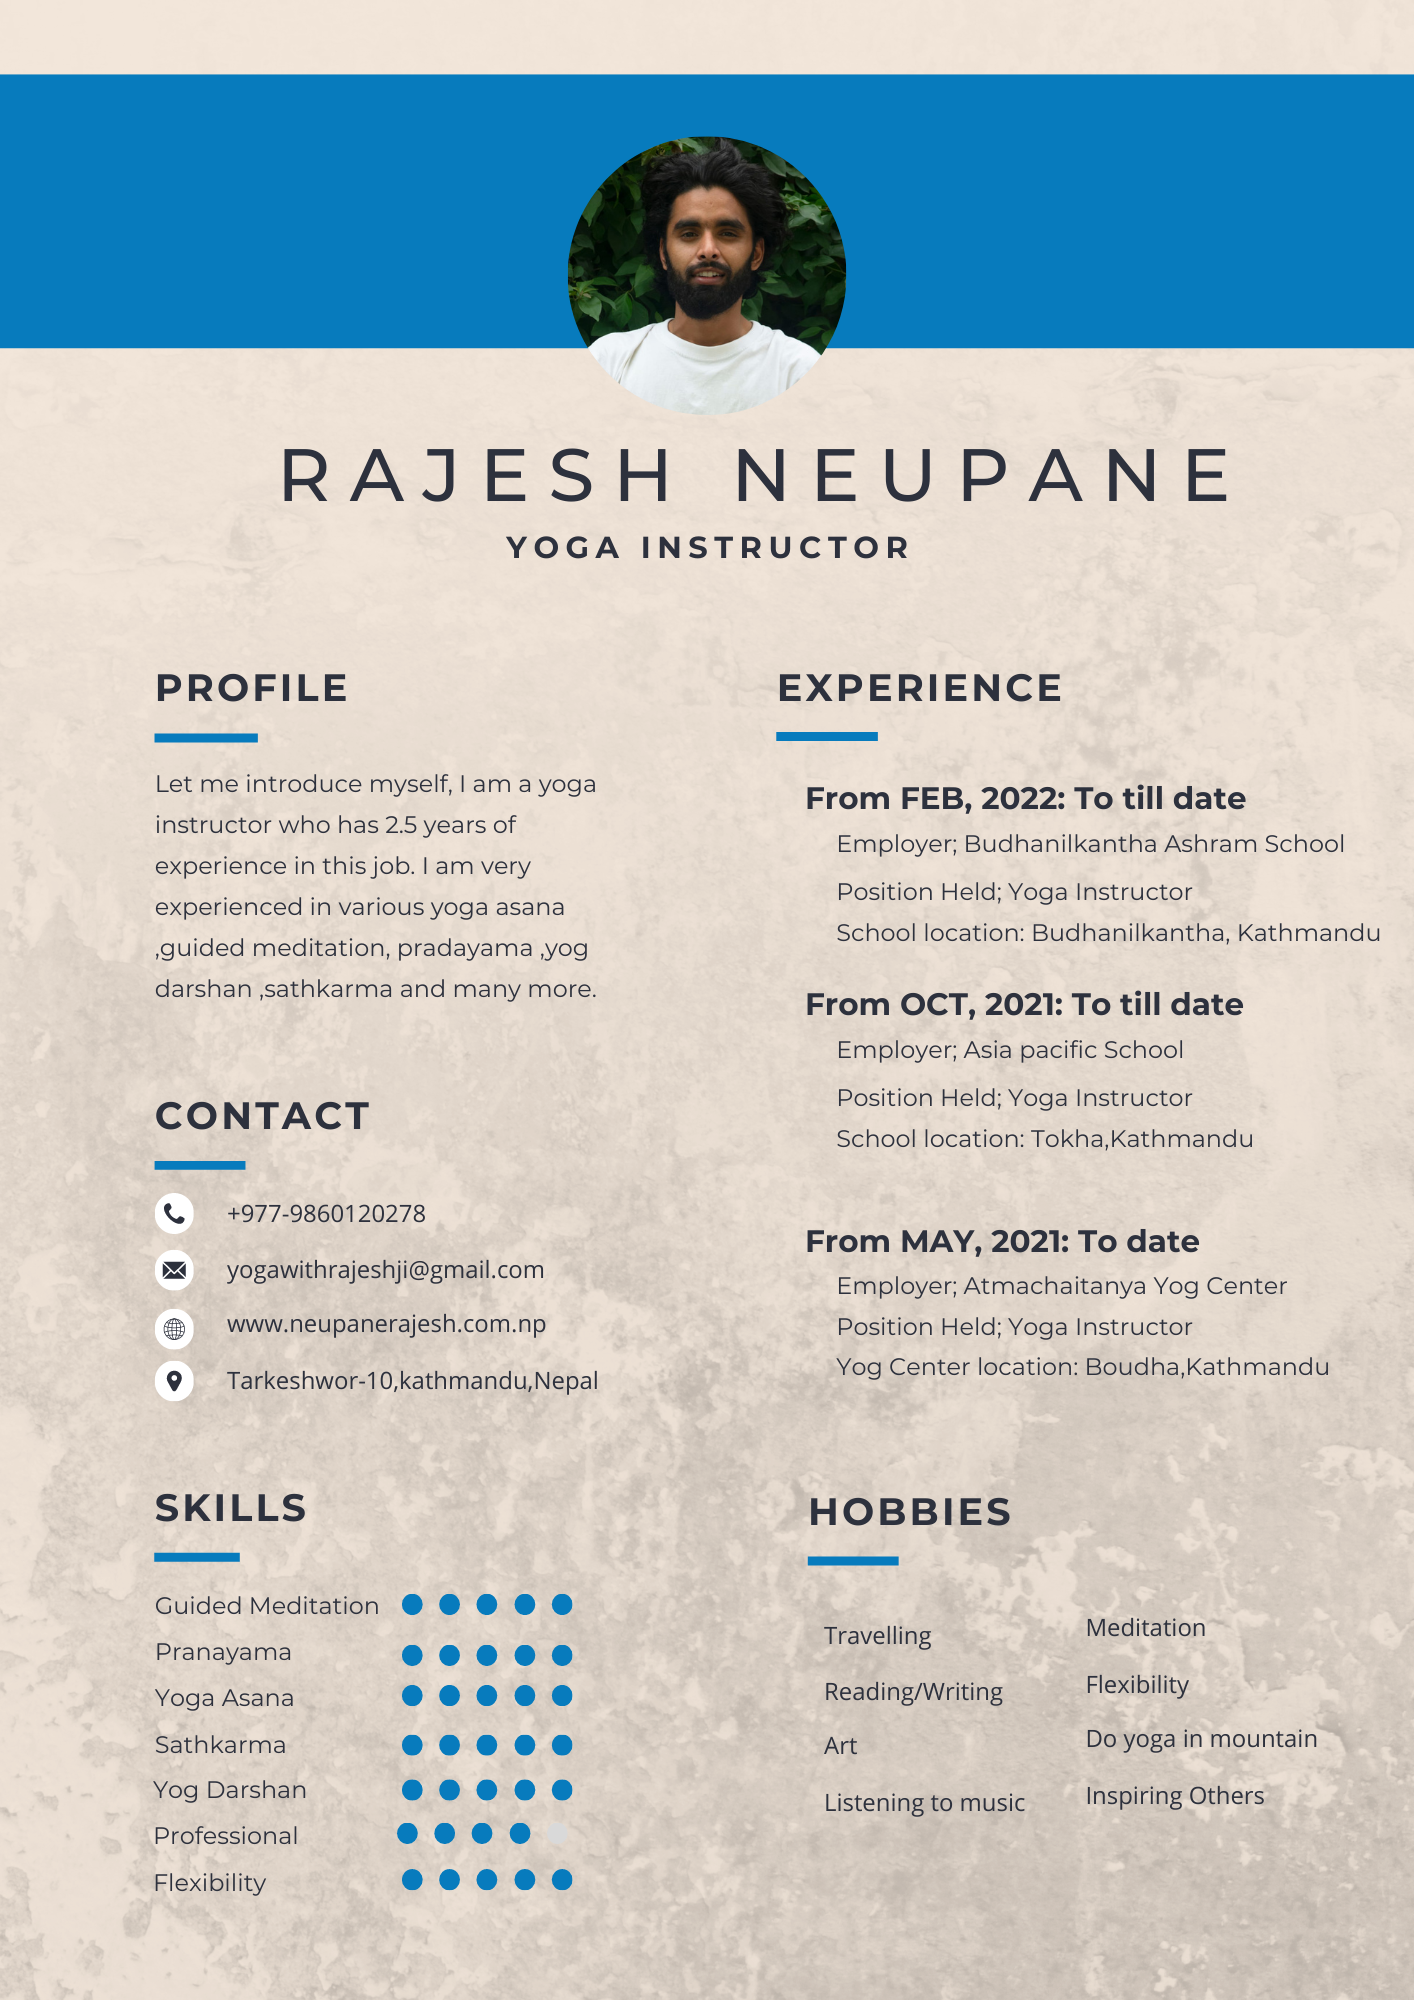 RAJESH NEUPANE
YOGA INSTRUCTOR
PROFILE
Let me introduce myself, I am a yoga
instructor who has 2.5 years of
experience in this job. I am very
experienced in various yoga asana
,guided meditation, pradayama ,yog
darshan ,sathkarma and many more.
CONTACT
+977-9860120278
yogawithrajeshji@gmail.com
www.neupanerajesh.com.np
Tarkeshwor-10,kathmandu,Nepal
SKILLS
Guided Meditation
Pranayama
Yoga Asana
Sathkarma
Yog Darshan
Professional
Flexibility
EXPERIENCE
From FEB, 2022: To till date
Employer; Budhanilkantha Ashram School
Position Held; Yoga Instructor
School location: Budhanilkantha, Kathmandu
From OCT, 2021: To till date
Employer; Asia pacific School
Position Held; Yoga Instructor
School location: Tokha,Kathmandu
From MAY, 2021: To date
Employer; Atmachaitanya Yog Center
Position Held; Yoga Instructor
Yog Center location: Boudha,Kathmandu
HOBBIES
Travelling
Reading/Writing
Art
Listening to music
Meditation
Flexibility
Do yoga in mountain
Inspiring Others